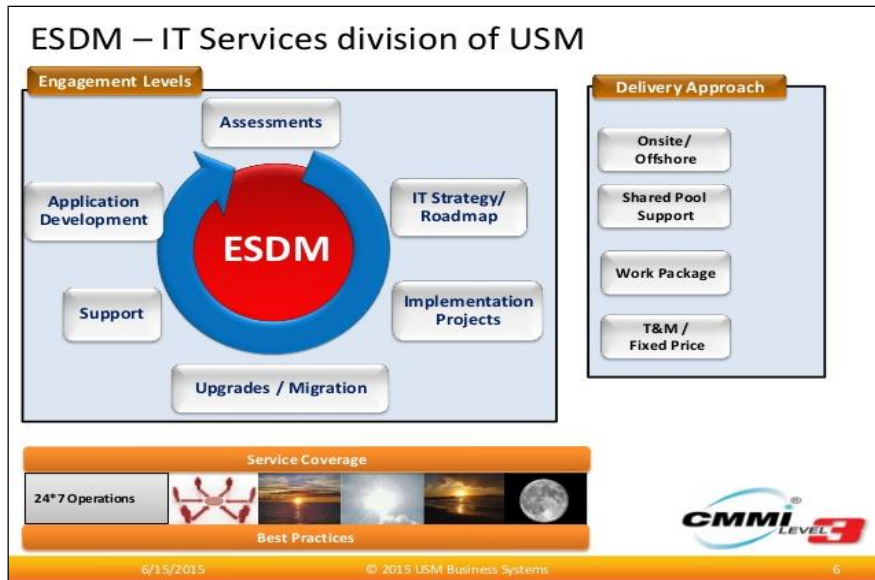 ESDM – IT Services division of USM
Engagement Levels
Assessments
IT Strategy/
Roadmap
Implementation
Projects
Upgrades / Migration
Support
Application
Development
ESDM
Delivery Approach
Onsite/
Offshore
Shared Pool
Support
Work Package
T&M /
Fixed Price
Service Coverage
24*7 Operations
Best Practices
CMMi®
LEVEL 3
6/15/2015
© 2015 USM Business Systems
6